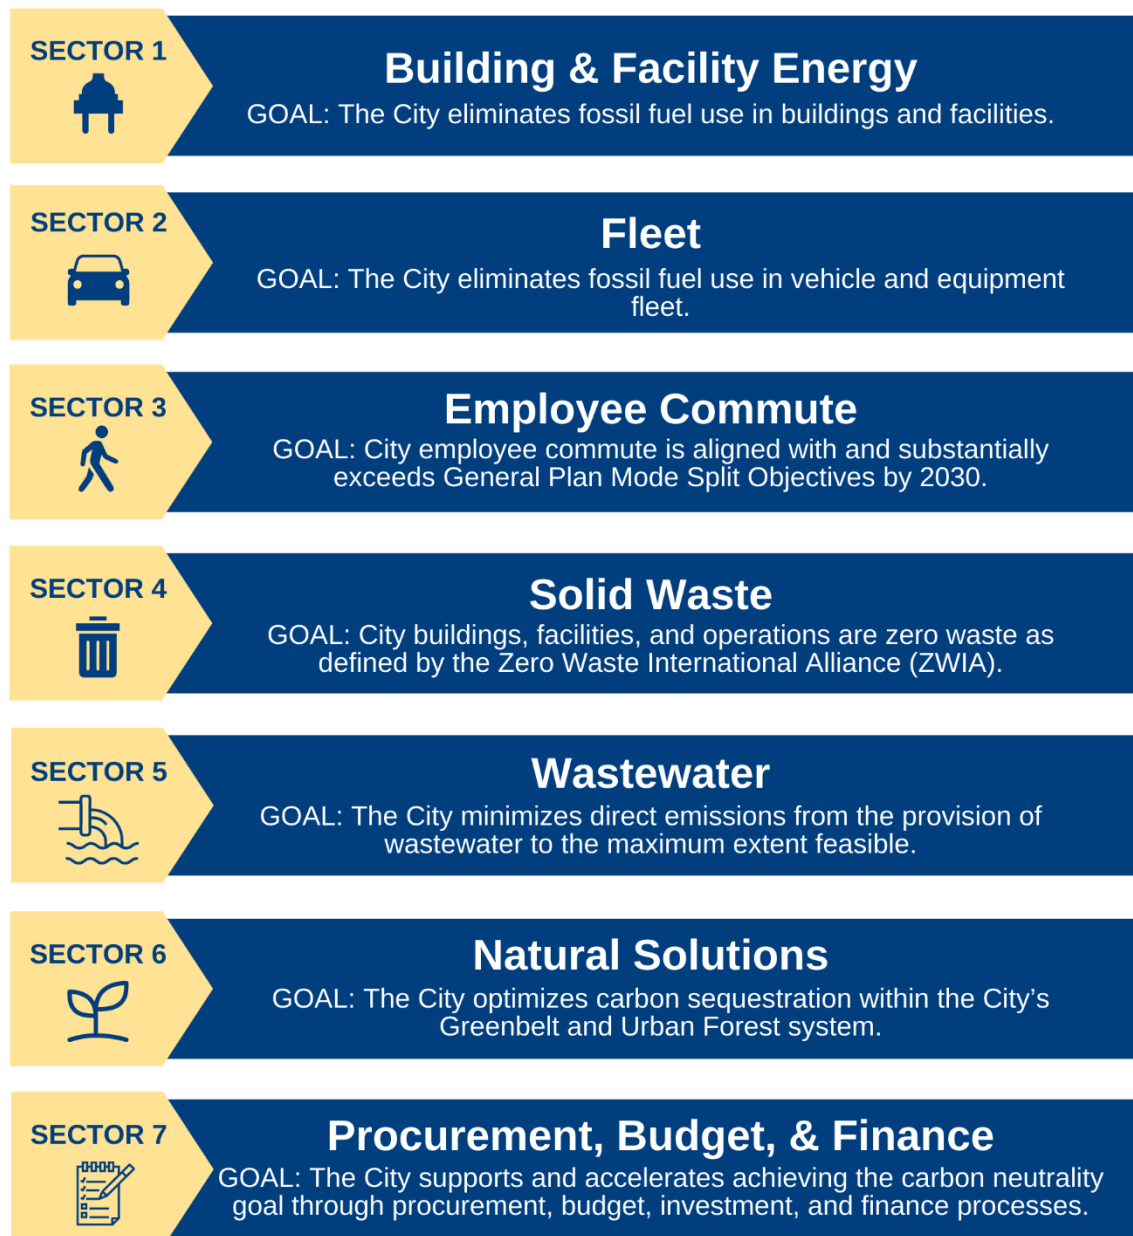 SECTOR 1
Building & Facility Energy
GOAL: The City eliminates fossil fuel use in buildings and facilities.
SECTOR 2
Fleet
GOAL: The City eliminates fossil fuel use in vehicle and equipment
fleet.
SECTOR 3
Employee Commute
GOAL: City employee commute is aligned with and substantially
exceeds General Plan Mode Split Objectives by 2030.
SECTOR 4
Solid Waste
GOAL: City buildings, facilities, and operations are zero waste as
defined by the Zero Waste International Alliance (ZWIA).
SECTOR 5
Wastewater
GOAL: The City minimizes direct emissions from the provision of
wastewater to the maximum extent feasible.
SECTOR 6
Natural Solutions
GOAL: The City optimizes carbon sequestration within the City’s
Greenbelt and Urban Forest system.
SECTOR 7
Procurement, Budget, & Finance
GOAL: The City supports and accelerates achieving the carbon neutrality
goal through procurement, budget, investment, and finance processes.